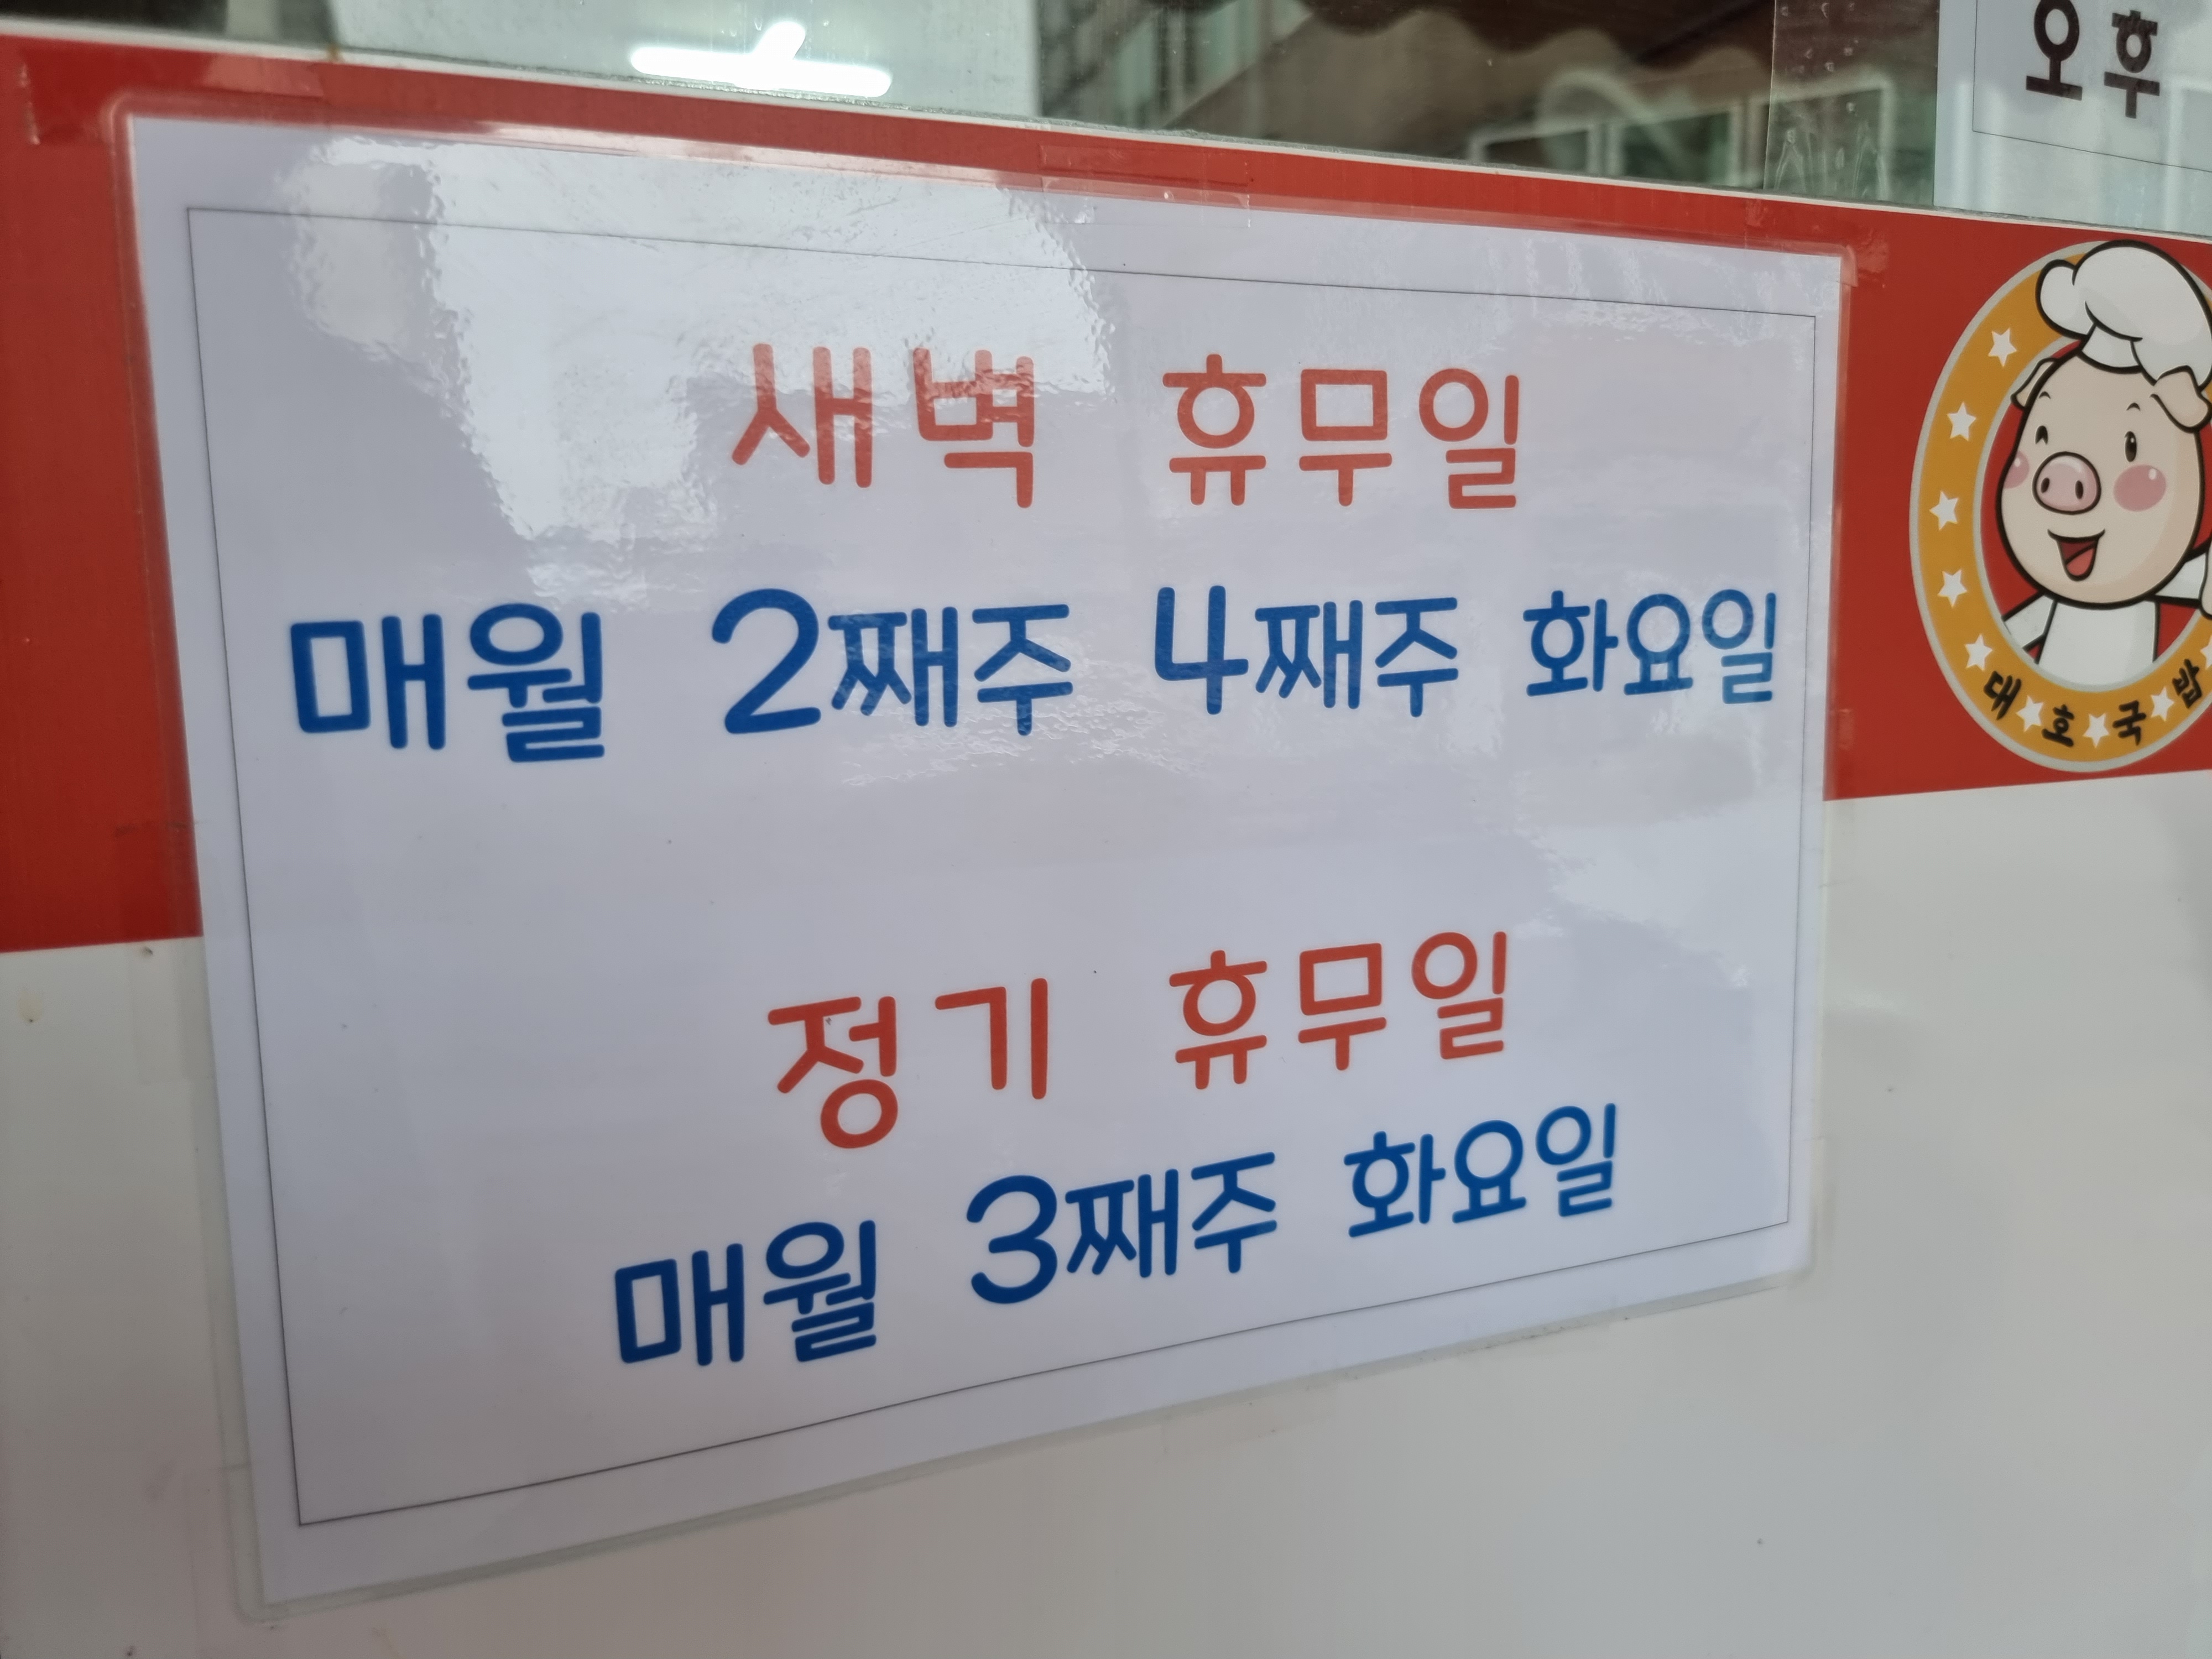 오후
새벽 휴무일
매월 2째주 4째주 화요일
정기 휴무일
매월 3째주 화요일
대호국밥